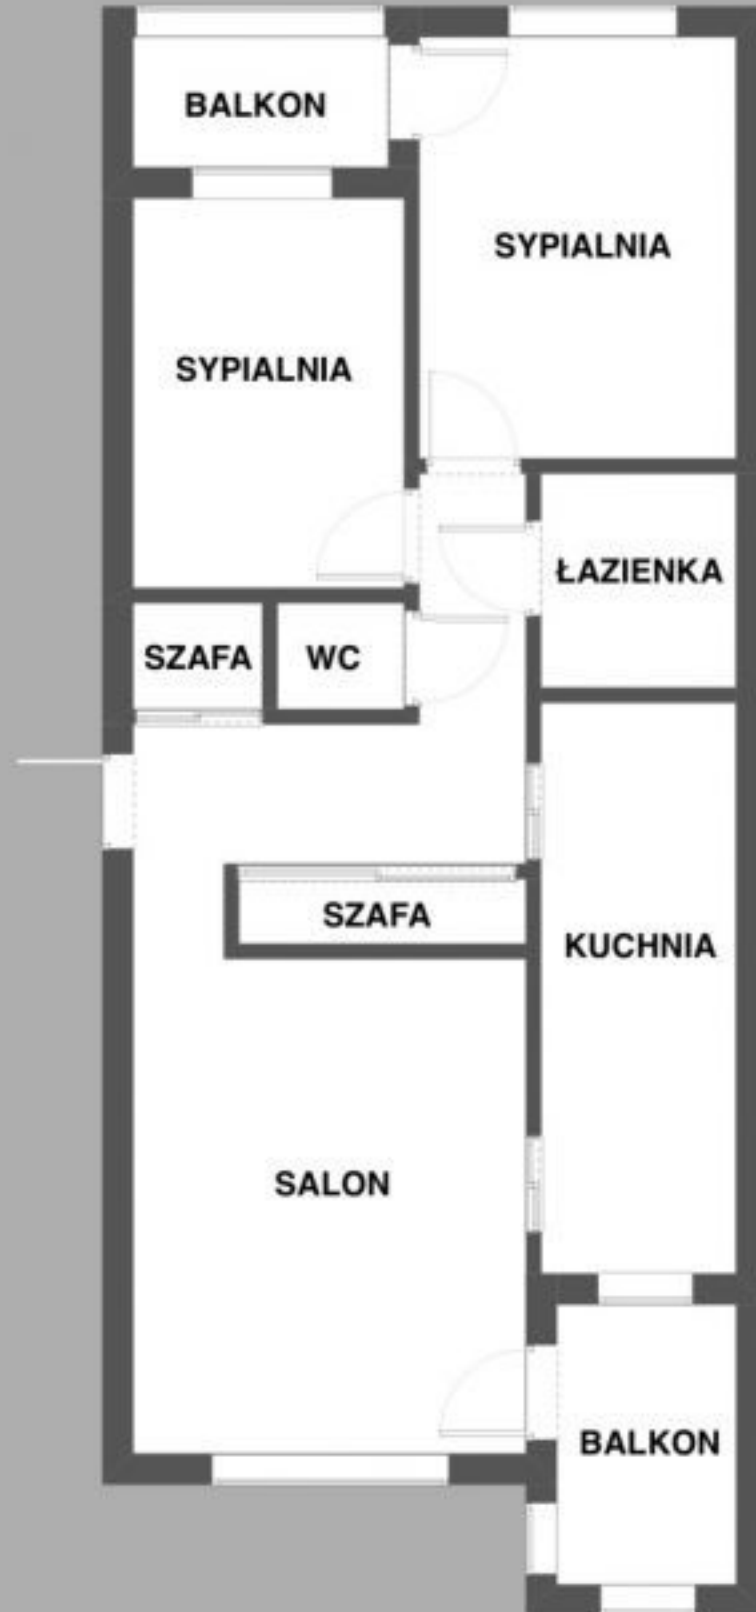 BALKON
SYPIALNIA
SYPIALNIA
ŁAZIENKA
SZAFA
WC
SZAFA
KUCHNIA
SALON
BALKON